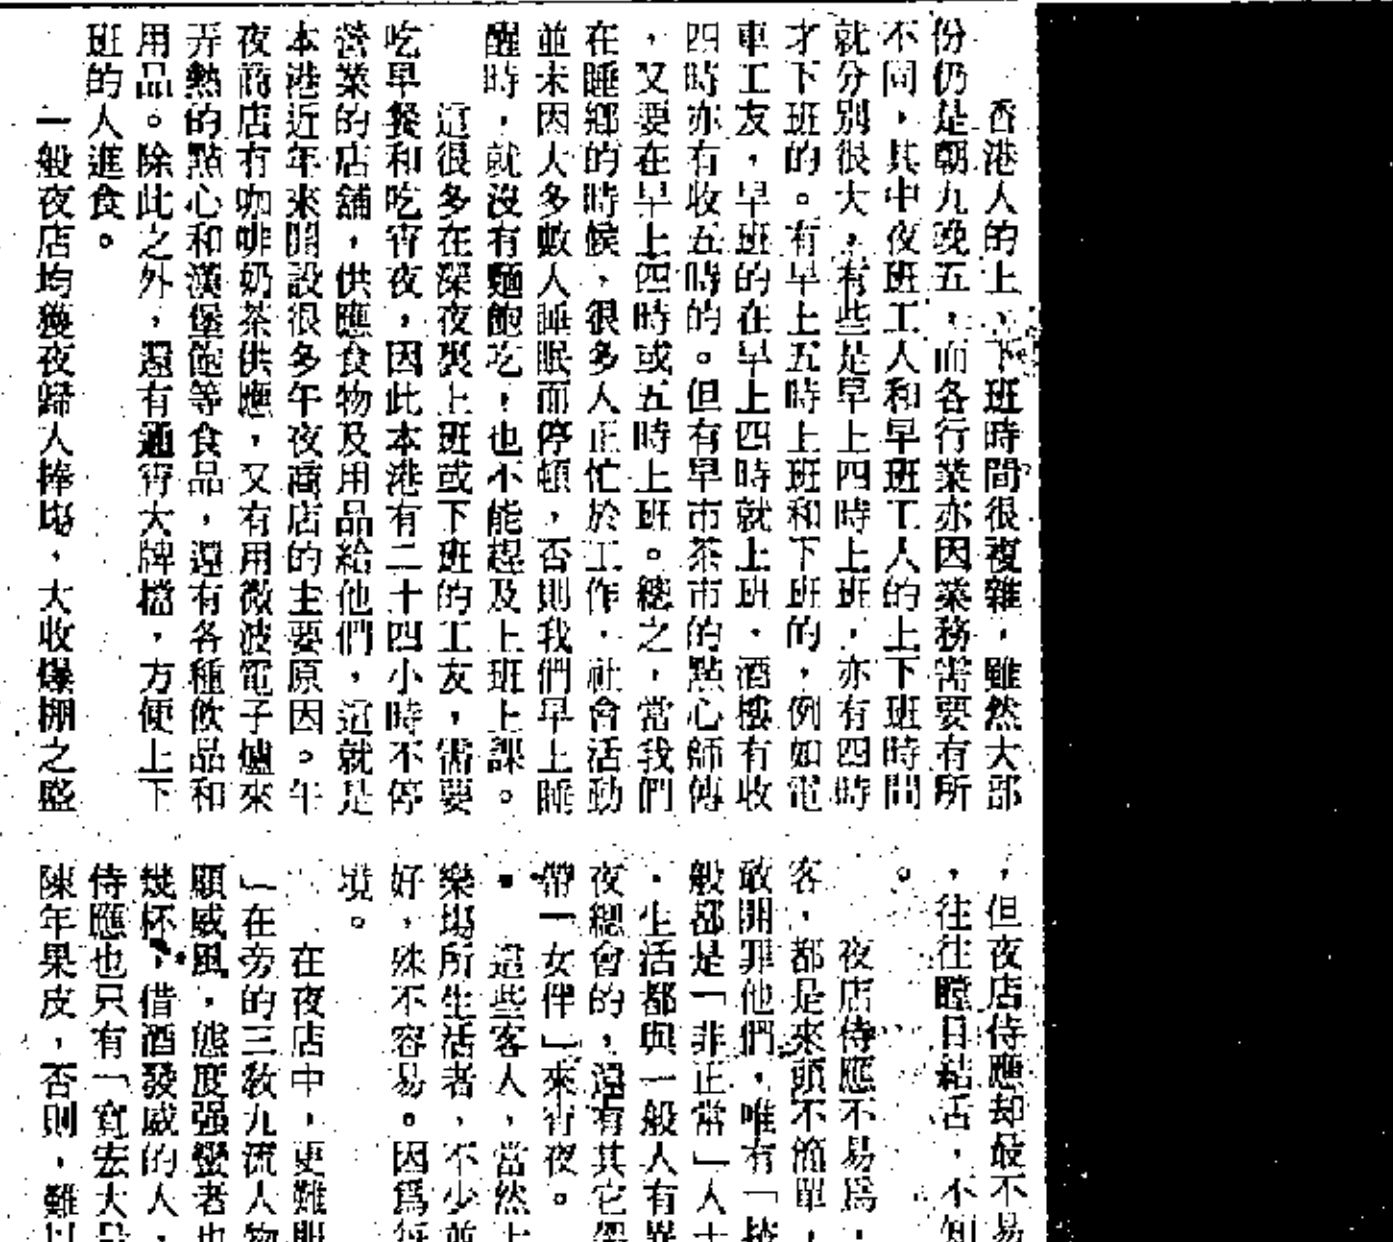 香港人的上、下班時間很複雜，雖然大部
份仍是朝九晚五，而各行業亦因業務需要有所
不同，其中夜班工人和早班工人的上下班時間
就分別很大，有些是早上四時上班，亦有四時
才下班的。有早上五時上班和下班的，例如電
車工友，早班的在早上四時就上班，酒樓有收
四時亦有收五時的。但有早市茶市的點心師傅
，又要在早上四時或五時上班。總之，當我們
在睡鄉的時候，很多人正忙於工作，社會活動
並未因大多數人睡眠而停頓，否則我們早上睡
醒時，就沒有麵飽吃，也不能趕及上班上課。
這很多在深夜裏上班或下班的工友，需要
吃早餐和吃宵夜，因此本港有二十四小時不停
營業的店舖，供應食物及用品給他們，這就是
本港近年來開設很多午夜商店的主要原因。午
夜商店有咖啡奶茶供應，又有用微波電子爐來
弄熱的點心和漢堡飽等食品，還有各種飲品和
用品。除此之外，還有通宵大牌檔，方便上下
班的人進食。
一般夜店均獲夜歸人捧塲，大收爆棚之盛
，但夜店侍應却最不易
，往往瞠目結舌，不知
。
夜店侍應不易爲，
客，都是來頭不簡單，
敢開罪他們，唯有「
般都是「非正常」人士
，生活都與一般人有異
夜總會的，還有其它
帶一女伴」來宵夜。
這些客人，當然上
樂塲所生活者，不少並
好，殊不容易。因爲每
境。
在夜店中，更難服
」在旁的三敎九流人物
顯威風，態度强蠻者也
幾杯，借酒發威的人，
侍應也只有「寬去大
陳年果皮，否則，難以